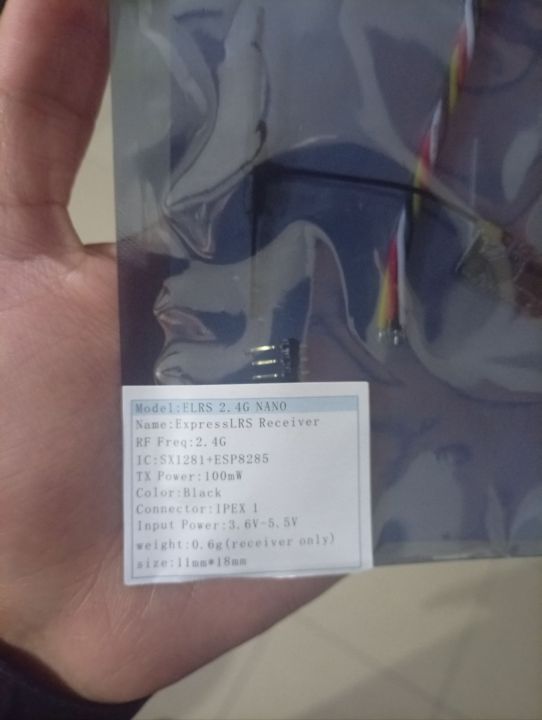 Model:ELRS 2.4G NANO
Name:ExpressLRS Receiver
RF Freq:2.4G
IC:SX1281+ESP8285
TX Power:100mW
Color:Black
Connector:IPEX 1
Input Power:3.6V-5.5V
weight:0.6g(receiver only)
size:11mm*18mm